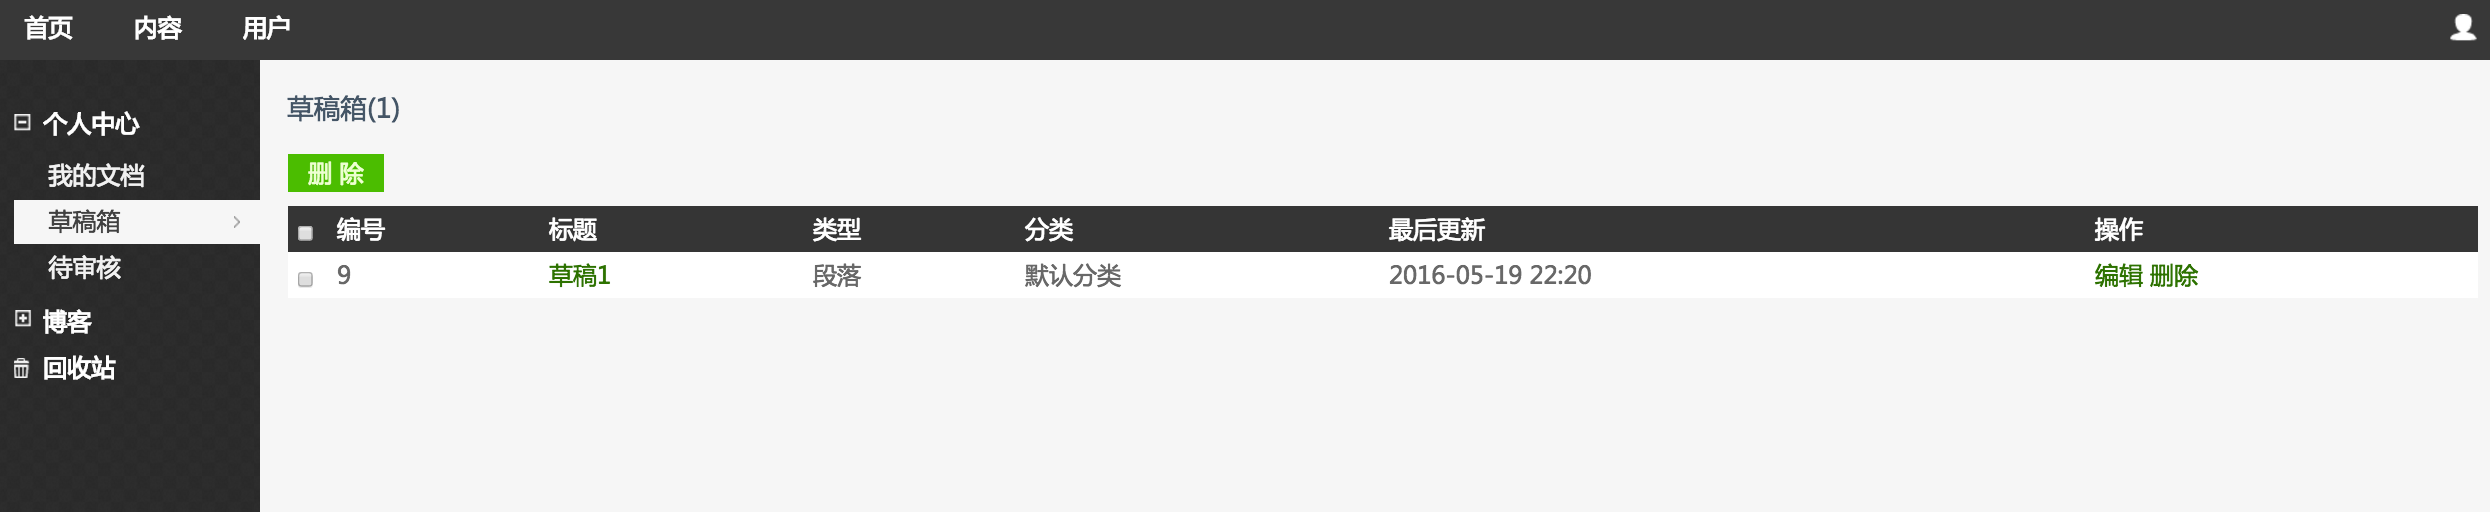 首页 内容 用户
个人中心
我的文档
草稿箱
待审核
博客
回收站
草稿箱(1)
删 除
编号 标题 类型 分类 最后更新 操作
9 草稿1 段落 默认分类 2016-05-19 22:20 编辑 删除